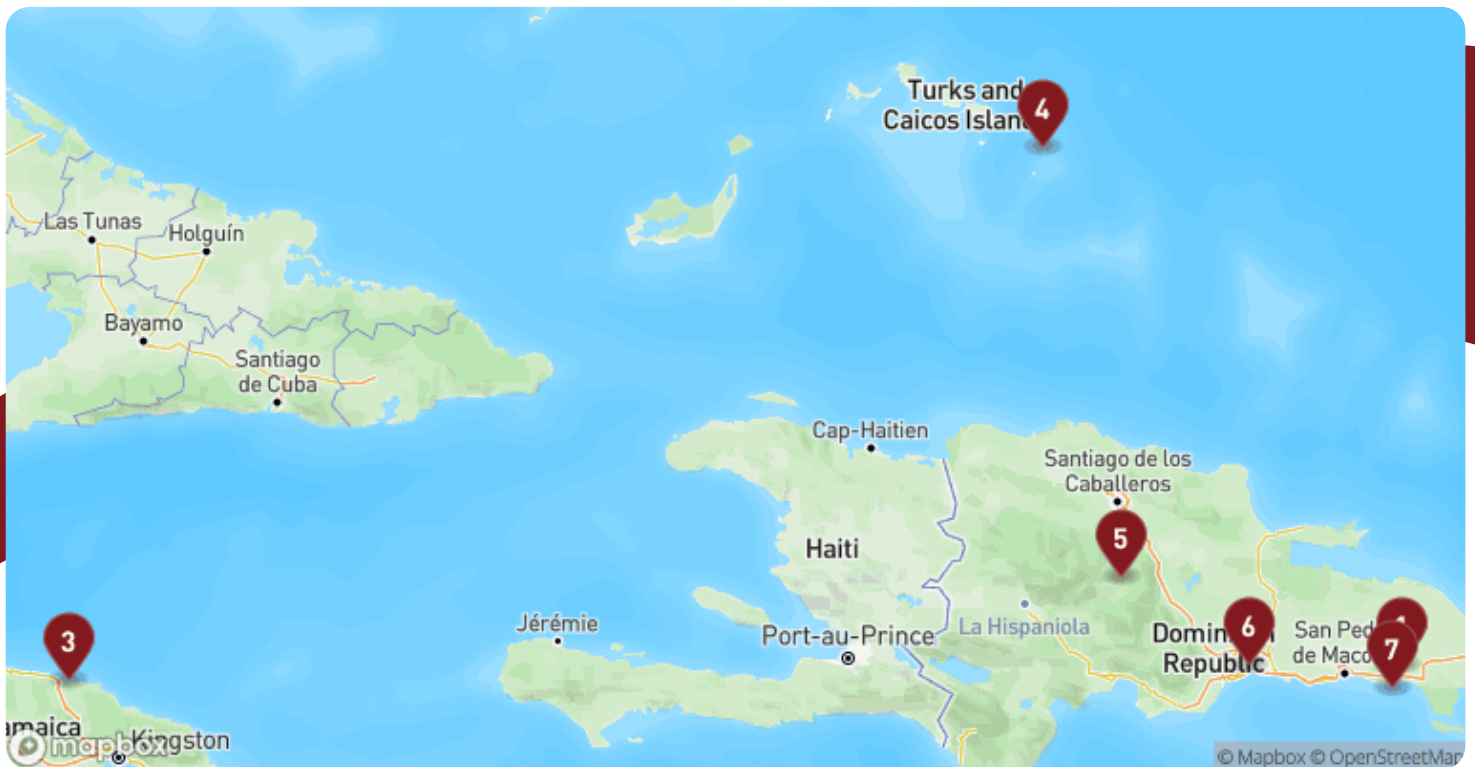 Turks and
Caicos Islan
4
Las Tunas
Holguín
Bayamo
Santiago
de Cuba
Cap-Haitien
Santiago de los
Caballeros
5
Haiti
Jérémie
La Hispaniola
Port-au-Prince
3
6
Domin n
Republic
San Ped
de Maco
7
amaica
Kingston
mapbox
© Mapbox © OpenStreetMap